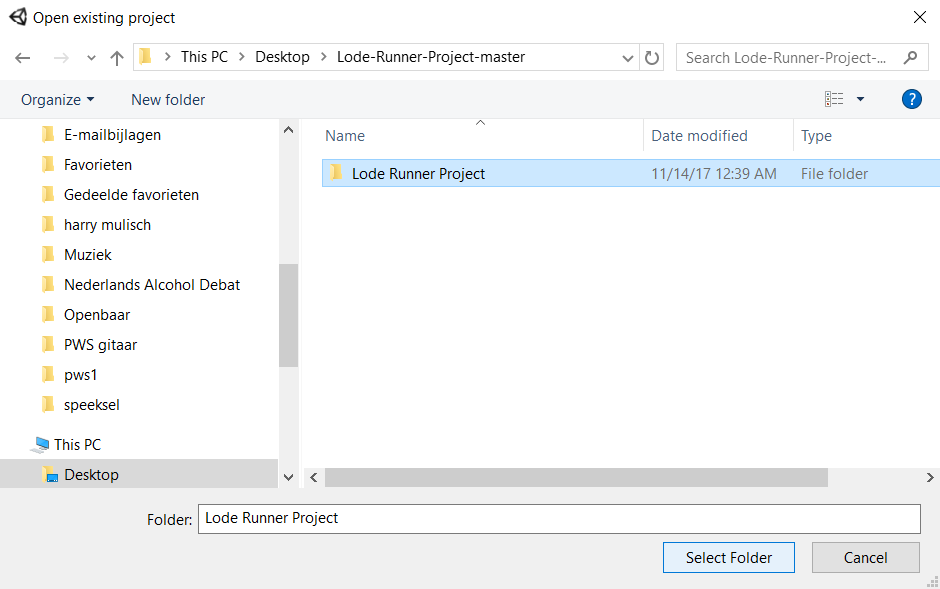 Open existing project
This PC Desktop Lode-Runner-Project-master Search Lode-Runner-Project-...
Organize New folder ?
E-mailbijlagen
Favorieten
Gedeelde favorieten
harry mulisch
Muziek
Nederlands Alcohol Debat
Openbaar
PWS gitaar
pws1
speeksel
This PC
Desktop
Name Date modified Type
Lode Runner Project 11/14/17 12:39 AM File folder
Folder: Lode Runner Project
Select Folder Cancel